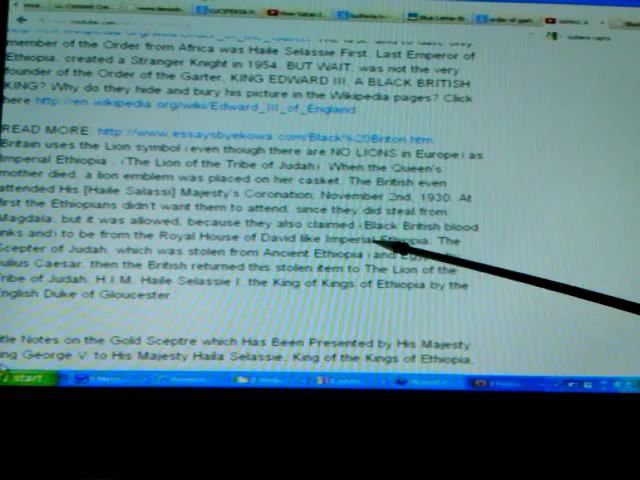 youtube.com
member of the Order from Africa was Haile Selassie First, Last Emperor of
Ethiopia, created a Stranger Knight in 1954. BUT WAIT, was not the very
founder of the Order of the Garter, KING EDWARD III, A BLACK BRITISH
KING? Why do they hide and bury his picture in the Wikipedia pages? Click
here http://en.wikipedia.org/wiki/Edward_III_of_England
READ MORE: http://www.essaysbyekowa.com/Black%20Briton.htm
Britain uses the Lion symbol (even though there are NO LIONS in Europe) as
Imperial Ethiopia. (The Lion of the Tribe of Judah). When the Queen's
mother died, a lion emblem was placed on her casket. The British even
attended His [Haile Salassi] Majesty's Coronation, November 2nd, 1930. At
first the Ethiopians didn't want them to attend, since they did steal from
Magdala; but it was allowed, because they also claimed (Black British blood
links and) to be from the Royal House of David like Imperial Ethiopia. The
Scepter of Judah, which was stolen from Ancient Ethiopia (and
Julius Caesar, then the British returned this stolen item to The Lion of the
Tribe of Judah, H.I.M. Haile Selassie I, the King of Kings of Ethiopia by the
English Duke of Gloucester.
ttle Notes on the Gold Sceptre which Has Been Presented by His Majesty
ing George V. to His Majesty Haila Selassie, King of the Kings of Ethiopia,
start